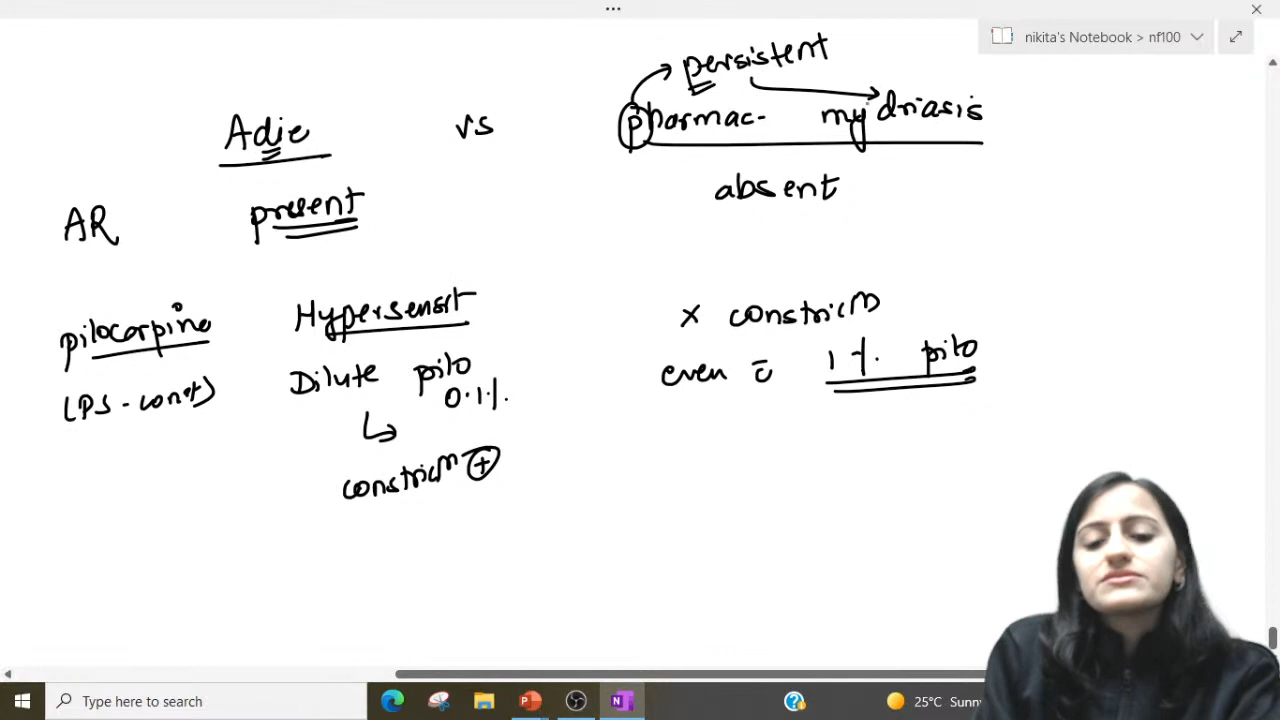 nikita's Notebook > nf100
persistent
Adie vs pharmac- mydriasis
AR present absent
pilocarpine Hypersensit x constricn
(PS - const) Dilute pilo even c̄ 1 %. pilo
0.1%.
constricn +
Type here to search
25°C Sunny